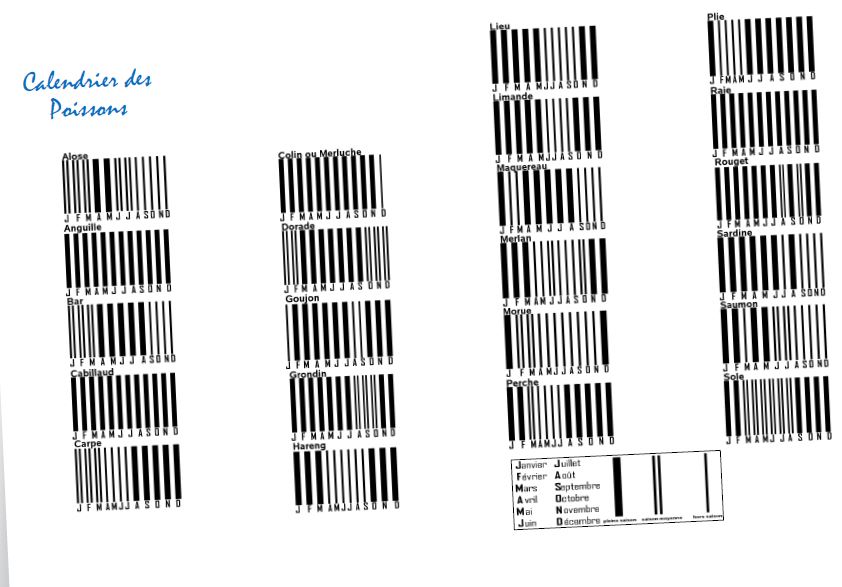 Calendrier des
Poissons
Alose
J F M A M J J A S O N D
Anguille
J F M A M J J A S O N D
Bar
J F M A M J J A S O N D
Cabillaud
J F M A M J J A S O N D
Carpe
J F M A M J J A S O N D
Colin ou Merluche
J F M A M J J A S O N D
Dorade
J F M A M J J A S O N D
Goujon
J F M A M J J A S O N D
Grondin
J F M A M J J A S O N D
Hareng
J F M A M J J A S O N D
Lieu
J F M A M J J A S O N D
Limande
J F M A M J J A S O N D
Maquereau
J F M A M J J A S O N D
Merlan
J F M A M J J A S O N D
Morue
J F M A M J J A S O N D
Perche
J F M A M J J A S O N D
Plie
J F M A M J J A S O N D
Raie
J F M A M J J A S O N D
Rouget
J F M A M J J A S O N D
Sardine
J F M A M J J A S O N D
Saumon
J F M A M J J A S O N D
Sole
J F M A M J J A S O N D
Janvier Juillet
Février Août
Mars Septembre
Avril Octobre
Mai Novembre
Juin Décembre pleine saison saison moyenne hors saison